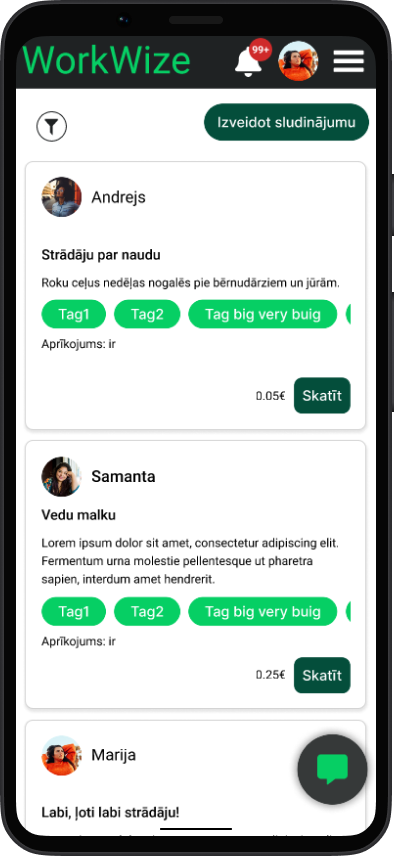 WorkWize
99+
Izveidot sludinājumu
Andrejs
Strādāju par naudu
Roku ceļus nedēļas nogalēs pie bērnudārziem un jūrām.
Tag1 Tag2 Tag big very buig
Aprīkojums: ir
0.05€ Skatīt
Samanta
Vedu malku
Lorem ipsum dolor sit amet, consectetur adipiscing elit.
Fermentum urna molestie pellentesque ut pharetra
sapien, interdum amet hendrerit.
Tag1 Tag2 Tag big very buig
Aprīkojums: ir
0.25€ Skatīt
Marija
Labi, ļoti labi strādāju!